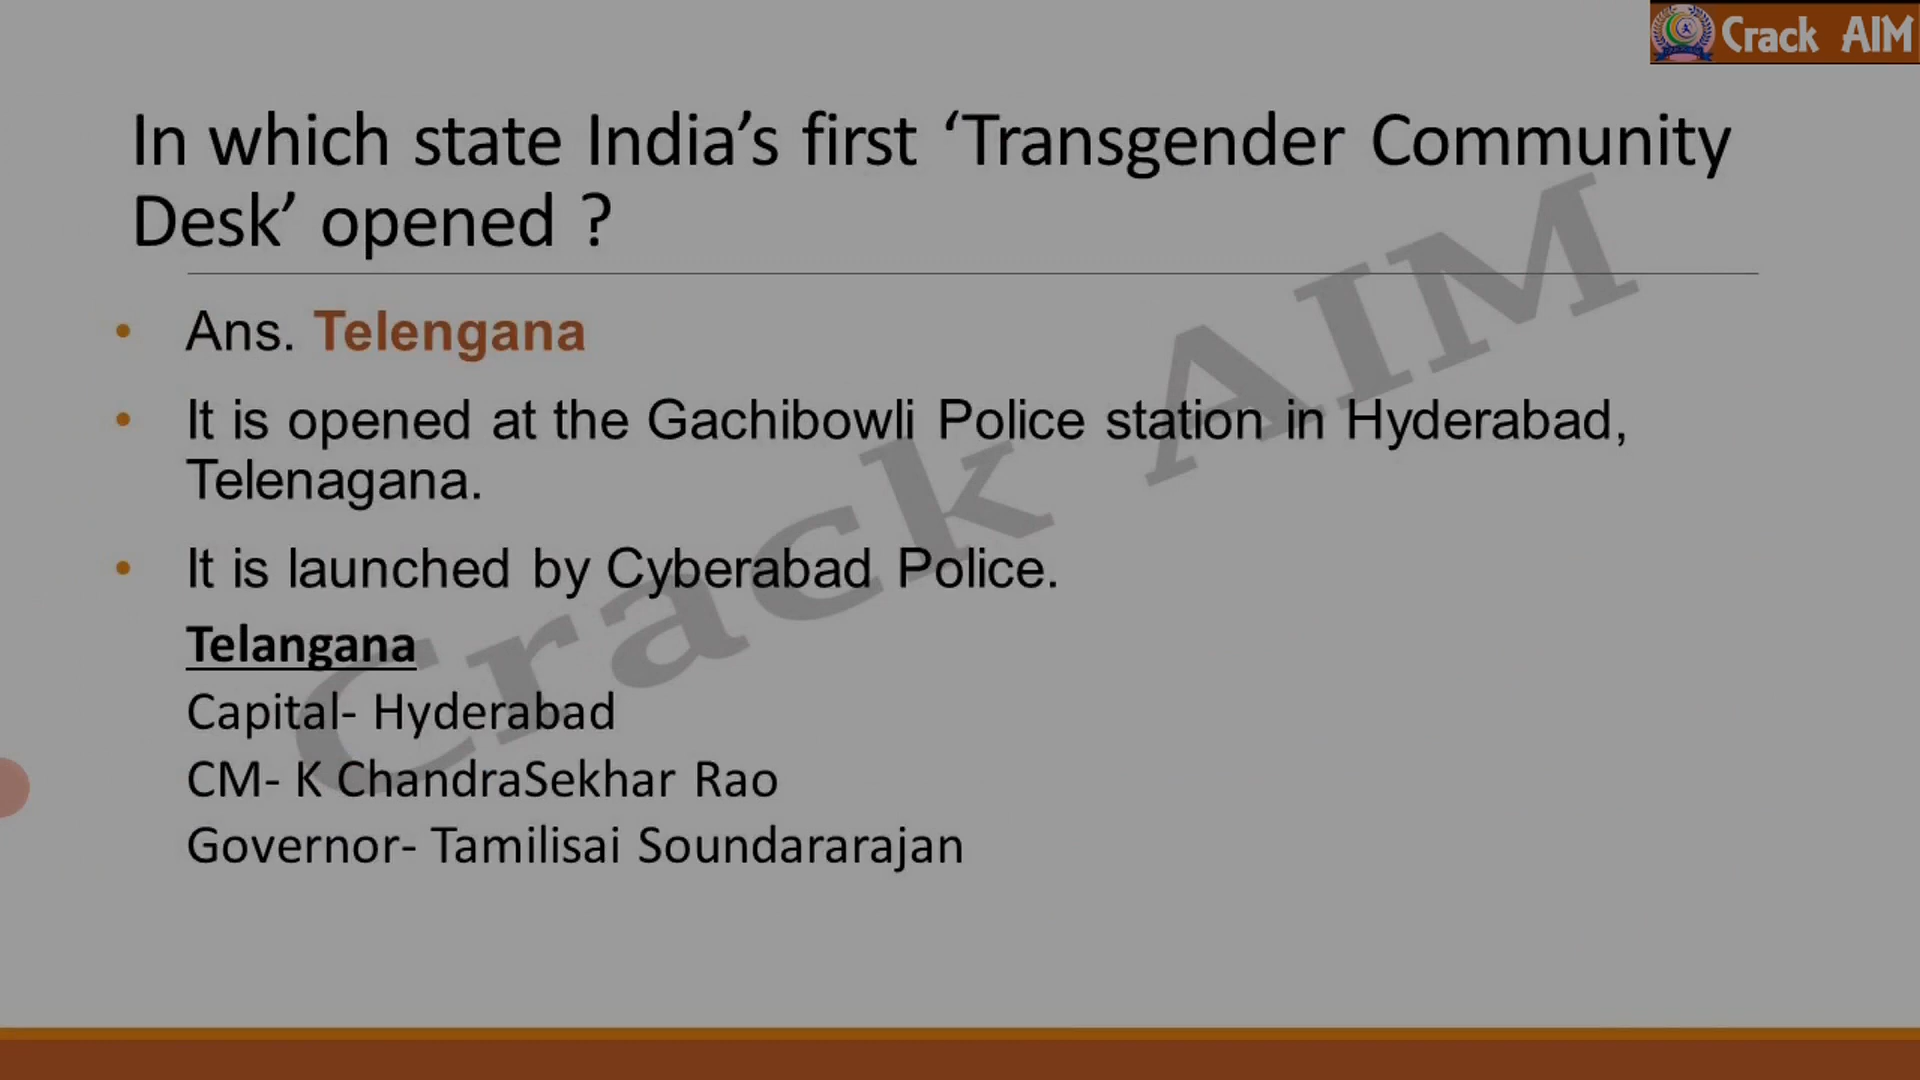 Crack AIM
In which state India’s first ‘Transgender Community
Desk’ opened ?
• Ans. Telengana
• It is opened at the Gachibowli Police station in Hyderabad,
Telenagana.
• It is launched by Cyberabad Police.
Telangana
Capital- Hyderabad
CM- K ChandraSekhar Rao
Governor- Tamilisai Soundararajan
Crack AIM